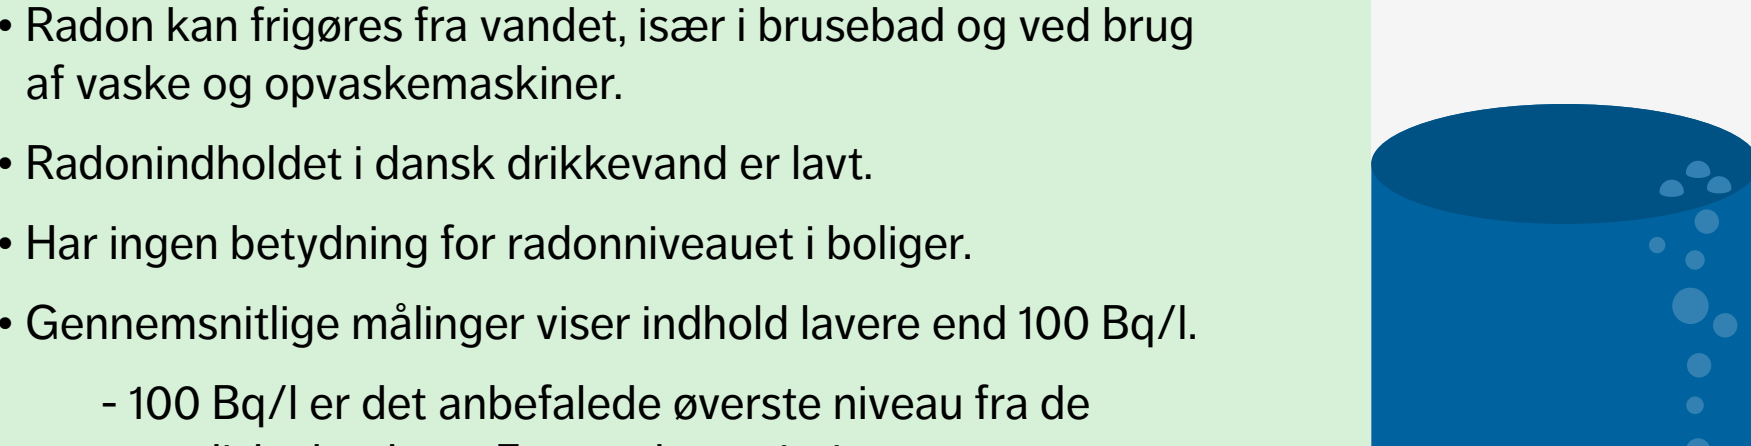 • Radon kan frigøres fra vandet, især i brusebad og ved brug
af vaske og opvaskemaskiner.
• Radonindholdet i dansk drikkevand er lavt.
• Har ingen betydning for radonniveauet i boliger.
• Gennemsnitlige målinger viser indhold lavere end 100 Bq/l.
- 100 Bq/l er det anbefalede øverste niveau fra de